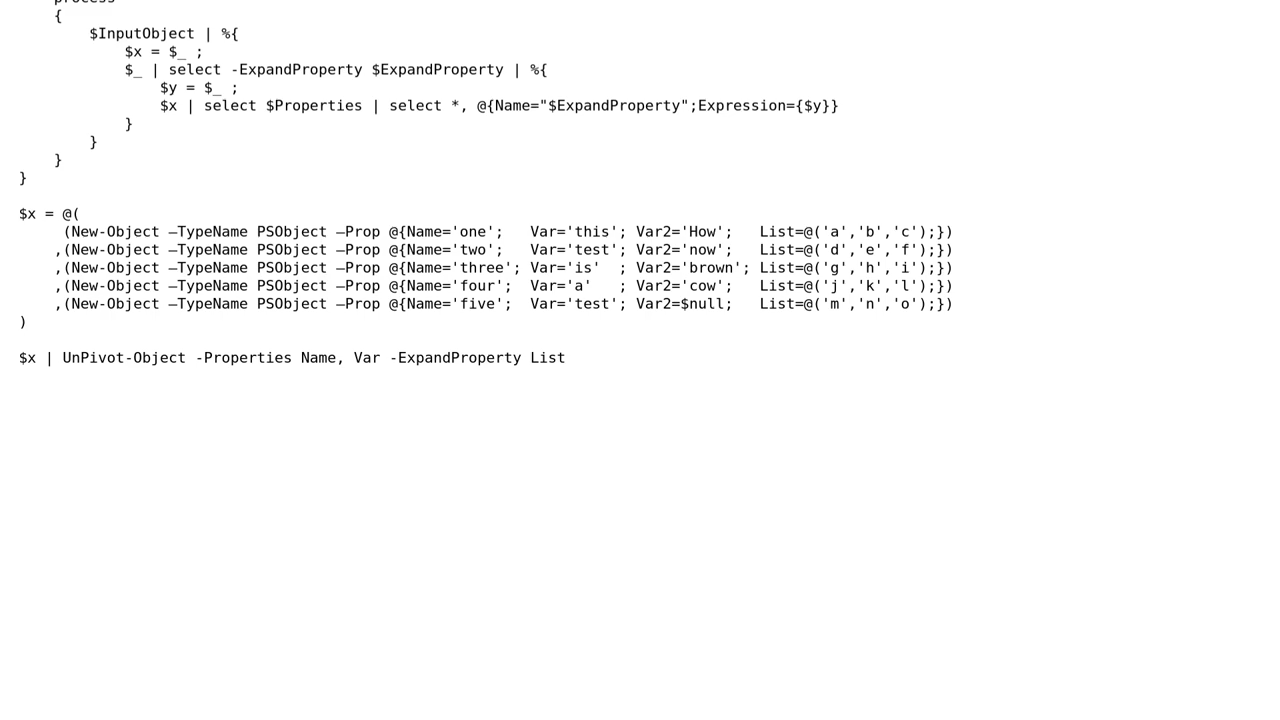 process
    {
        $InputObject | %{
            $x = $_ ;
            $_ | select -ExpandProperty $ExpandProperty | %{
                $y = $_ ;
                $x | select $Properties | select *, @{Name="$ExpandProperty";Expression={$y}}
            }
        }
    }
}

$x = @(
     (New-Object –TypeName PSObject –Prop @{Name='one';   Var='this'; Var2='How';   List=@('a','b','c');})
    ,(New-Object –TypeName PSObject –Prop @{Name='two';   Var='test'; Var2='now';   List=@('d','e','f');})
    ,(New-Object –TypeName PSObject –Prop @{Name='three'; Var='is'  ; Var2='brown'; List=@('g','h','i');})
    ,(New-Object –TypeName PSObject –Prop @{Name='four';  Var='a'   ; Var2='cow';   List=@('j','k','l');})
    ,(New-Object –TypeName PSObject –Prop @{Name='five';  Var='test'; Var2=$null;   List=@('m','n','o');})
)

$x | UnPivot-Object -Properties Name, Var -ExpandProperty List